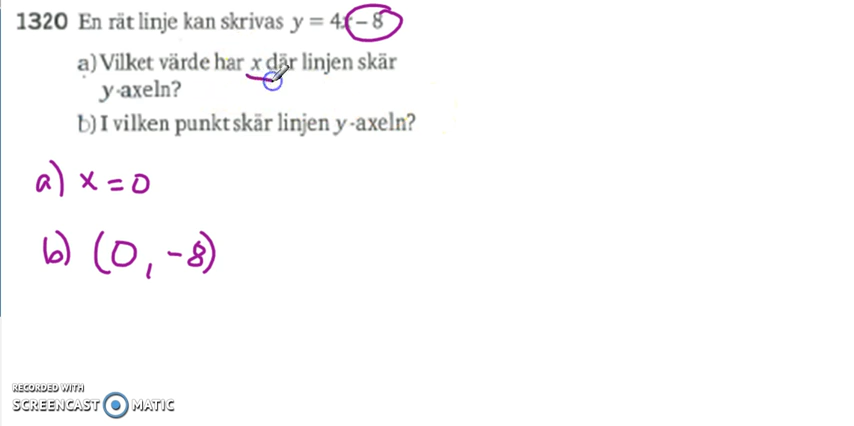 1320 En rät linje kan skrivas y = 4x – 8
a) Vilket värde har x där linjen skär
y-axeln?
b) I vilken punkt skär linjen y-axeln?
a) x = 0
b) (0, -8)
RECORDED WITH
SCREENCAST MATIC